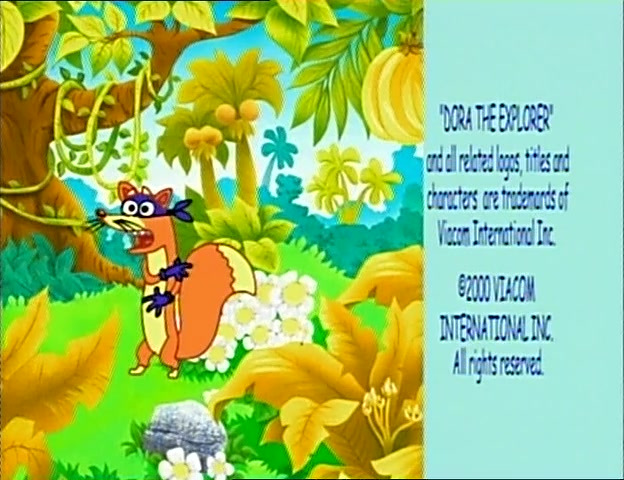 "DORA THE EXPLORER"
and all related logos, titles and
characters are trademards of
Viacom International Inc.
©2000 VIACOM
INTERNATIONAL INC.
All rights reserved.